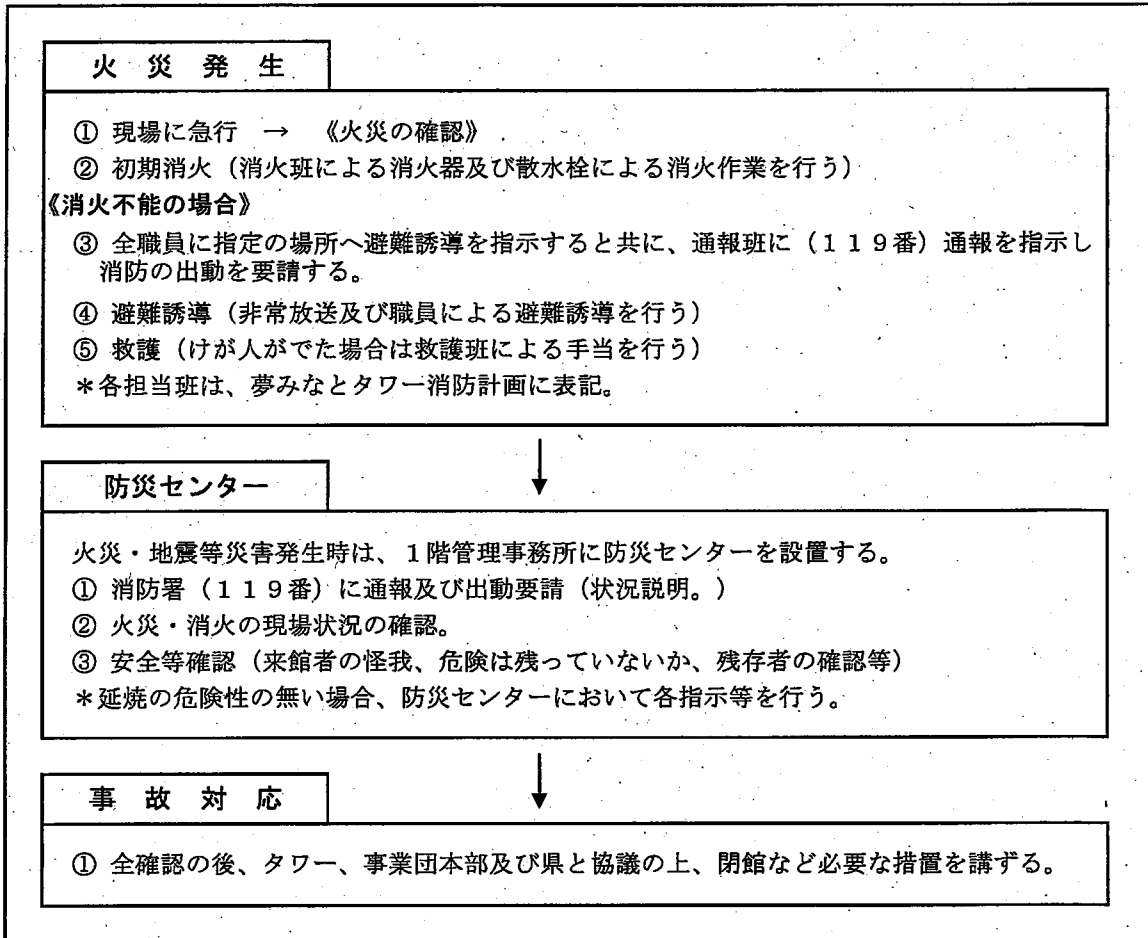 火災発生
① 現場に急行 → 《火災の確認》
② 初期消火（消火班による消火器及び散水栓による消火作業を行う）
《消火不能の場合》
③ 全職員に指定の場所へ避難誘導を指示すると共に、通報班に（１１９番）通報を指示し
消防の出動を要請する。
④ 避難誘導（非常放送及び職員による避難誘導を行う）
⑤ 救護（けが人がでた場合は救護班による手当を行う）
＊各担当班は、夢みなとタワー消防計画に表記。
防災センター
火災・地震等災害発生時は、１階管理事務所に防災センターを設置する。
① 消防署（１１９番）に通報及び出動要請（状況説明。）
② 火災・消火の現場状況の確認。
③ 安全等確認（来館者の怪我、危険は残っていないか、残存者の確認等）
＊延焼の危険性の無い場合、防災センターにおいて各指示等を行う。
事故対応
① 全確認の後、タワー、事業団本部及び県と協議の上、閉館など必要な措置を講ずる。